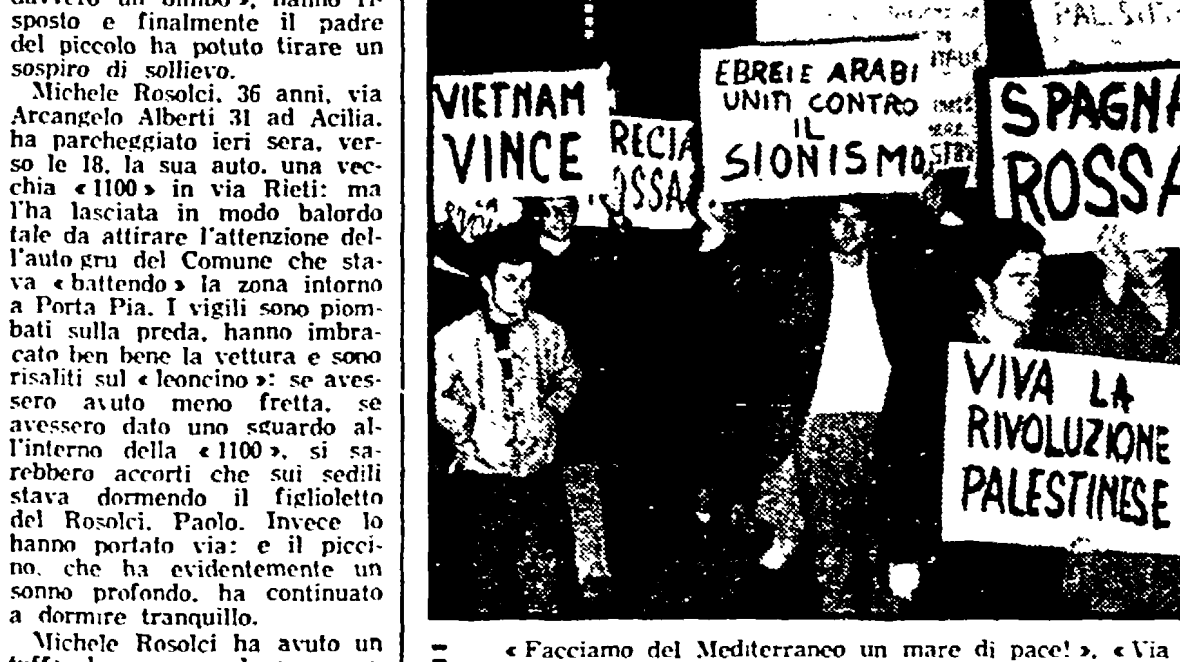 sposto e finalmente il padre
del piccolo ha potuto tirare un
sospiro di sollievo.
Michele Rosolci, 36 anni, via
Arcangelo Alberti 31 ad Acilia,
ha parcheggiato ieri sera, ver-
so le 18, la sua auto, una vec-
chia « 1100 » in via Rieti: ma
l'ha lasciata in modo balordo
tale da attirare l'attenzione del-
l'auto gru del Comune che sta-
va « battendo » la zona intorno
a Porta Pia. I vigili sono piom-
bati sulla preda, hanno imbra-
cato ben bene la vettura e sono
risaliti sul « leoncino »: se aves-
sero avuto meno fretta, se
avessero dato uno sguardo al-
l'interno della « 1100 », si sa-
rebbero accorti che sui sedili
stava dormendo il figlioletto
del Rosolci, Paolo. Invece lo
hanno portato via: e il picci-
no, che ha evidentemente un
sonno profondo, ha continuato
a dormire tranquillo.
Michele Rosolci ha avuto un
VIETNAM
VINCE
RECIA
OSSA
EBREI E ARABI
UNITI CONTRO
IL
SIONISMO
SPAGNA
ROSSA
VIVA LA
RIVOLUZIONE
PALESTINESE
« Facciamo del Mediterraneo un mare di pace! », « Via